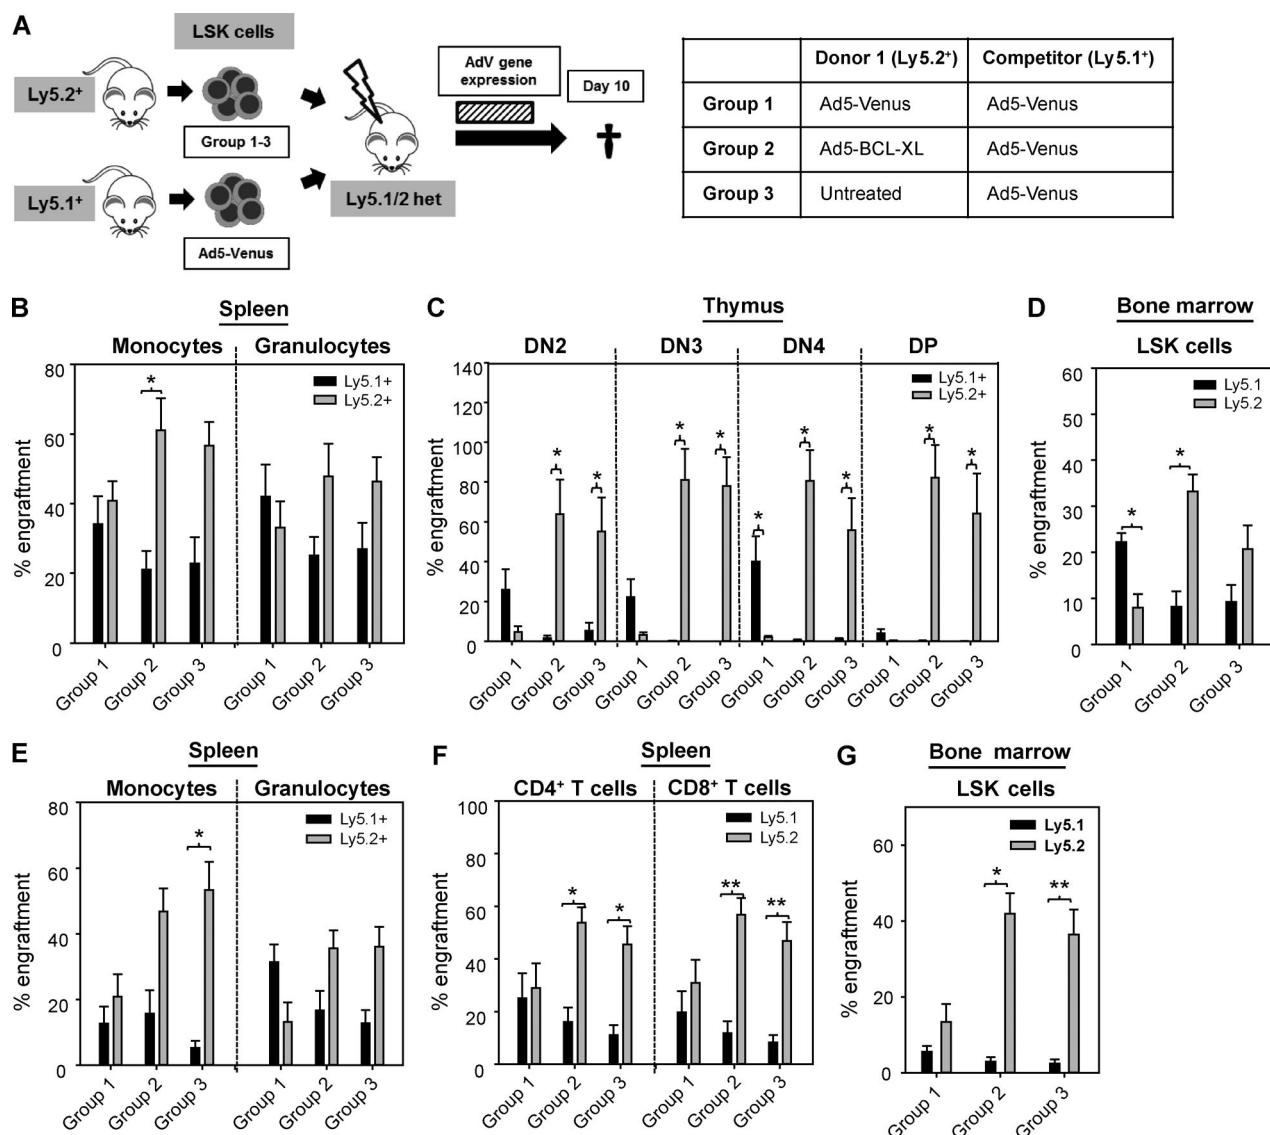 A
LSK cells
Ly5.2+
Group 1-3
Ly5.1+
Ad5-Venus
Ly5.1/2 het
AdV gene
expression
Day 10
Donor 1 (Ly5.2+) Competitor (Ly5.1+)
Group 1 Ad5-Venus Ad5-Venus
Group 2 Ad5-BCL-XL Ad5-Venus
Group 3 Untreated Ad5-Venus
B
Spleen
Monocytes Granulocytes
Ly5.1+
Ly5.2+
% engraftment
80
60
40
20
0
*
Group 1 Group 2 Group 3 Group 1 Group 2 Group 3
C
Thymus
DN2 DN3 DN4 DP
Ly5.1+
Ly5.2+
% engraftment
140
120
100
80
60
40
20
0
* * * * * * * * *
Group 1 Group 2 Group 3 Group 1 Group 2 Group 3 Group 1 Group 2 Group 3 Group 1 Group 2 Group 3
D
Bone marrow
LSK cells
Ly5.1
Ly5.2
% engraftment
60
40
30
20
10
0
* *
Group 1 Group 2 Group 3
E
Spleen
Monocytes Granulocytes
Ly5.1+
Ly5.2+
% engraftment
80
60
40
20
0
*
Group 1 Group 2 Group 3 Group 1 Group 2 Group 3
F
Spleen
CD4+ T cells CD8+ T cells
Ly5.1
Ly5.2
% engraftment
100
80
60
40
20
0
* * ** **
Group 1 Group 2 Group 3 Group 1 Group 2 Group 3
G
Bone marrow
LSK cells
Ly5.1
Ly5.2
% engraftment
60
40
20
0
* **
Group 1 Group 2 Group 3